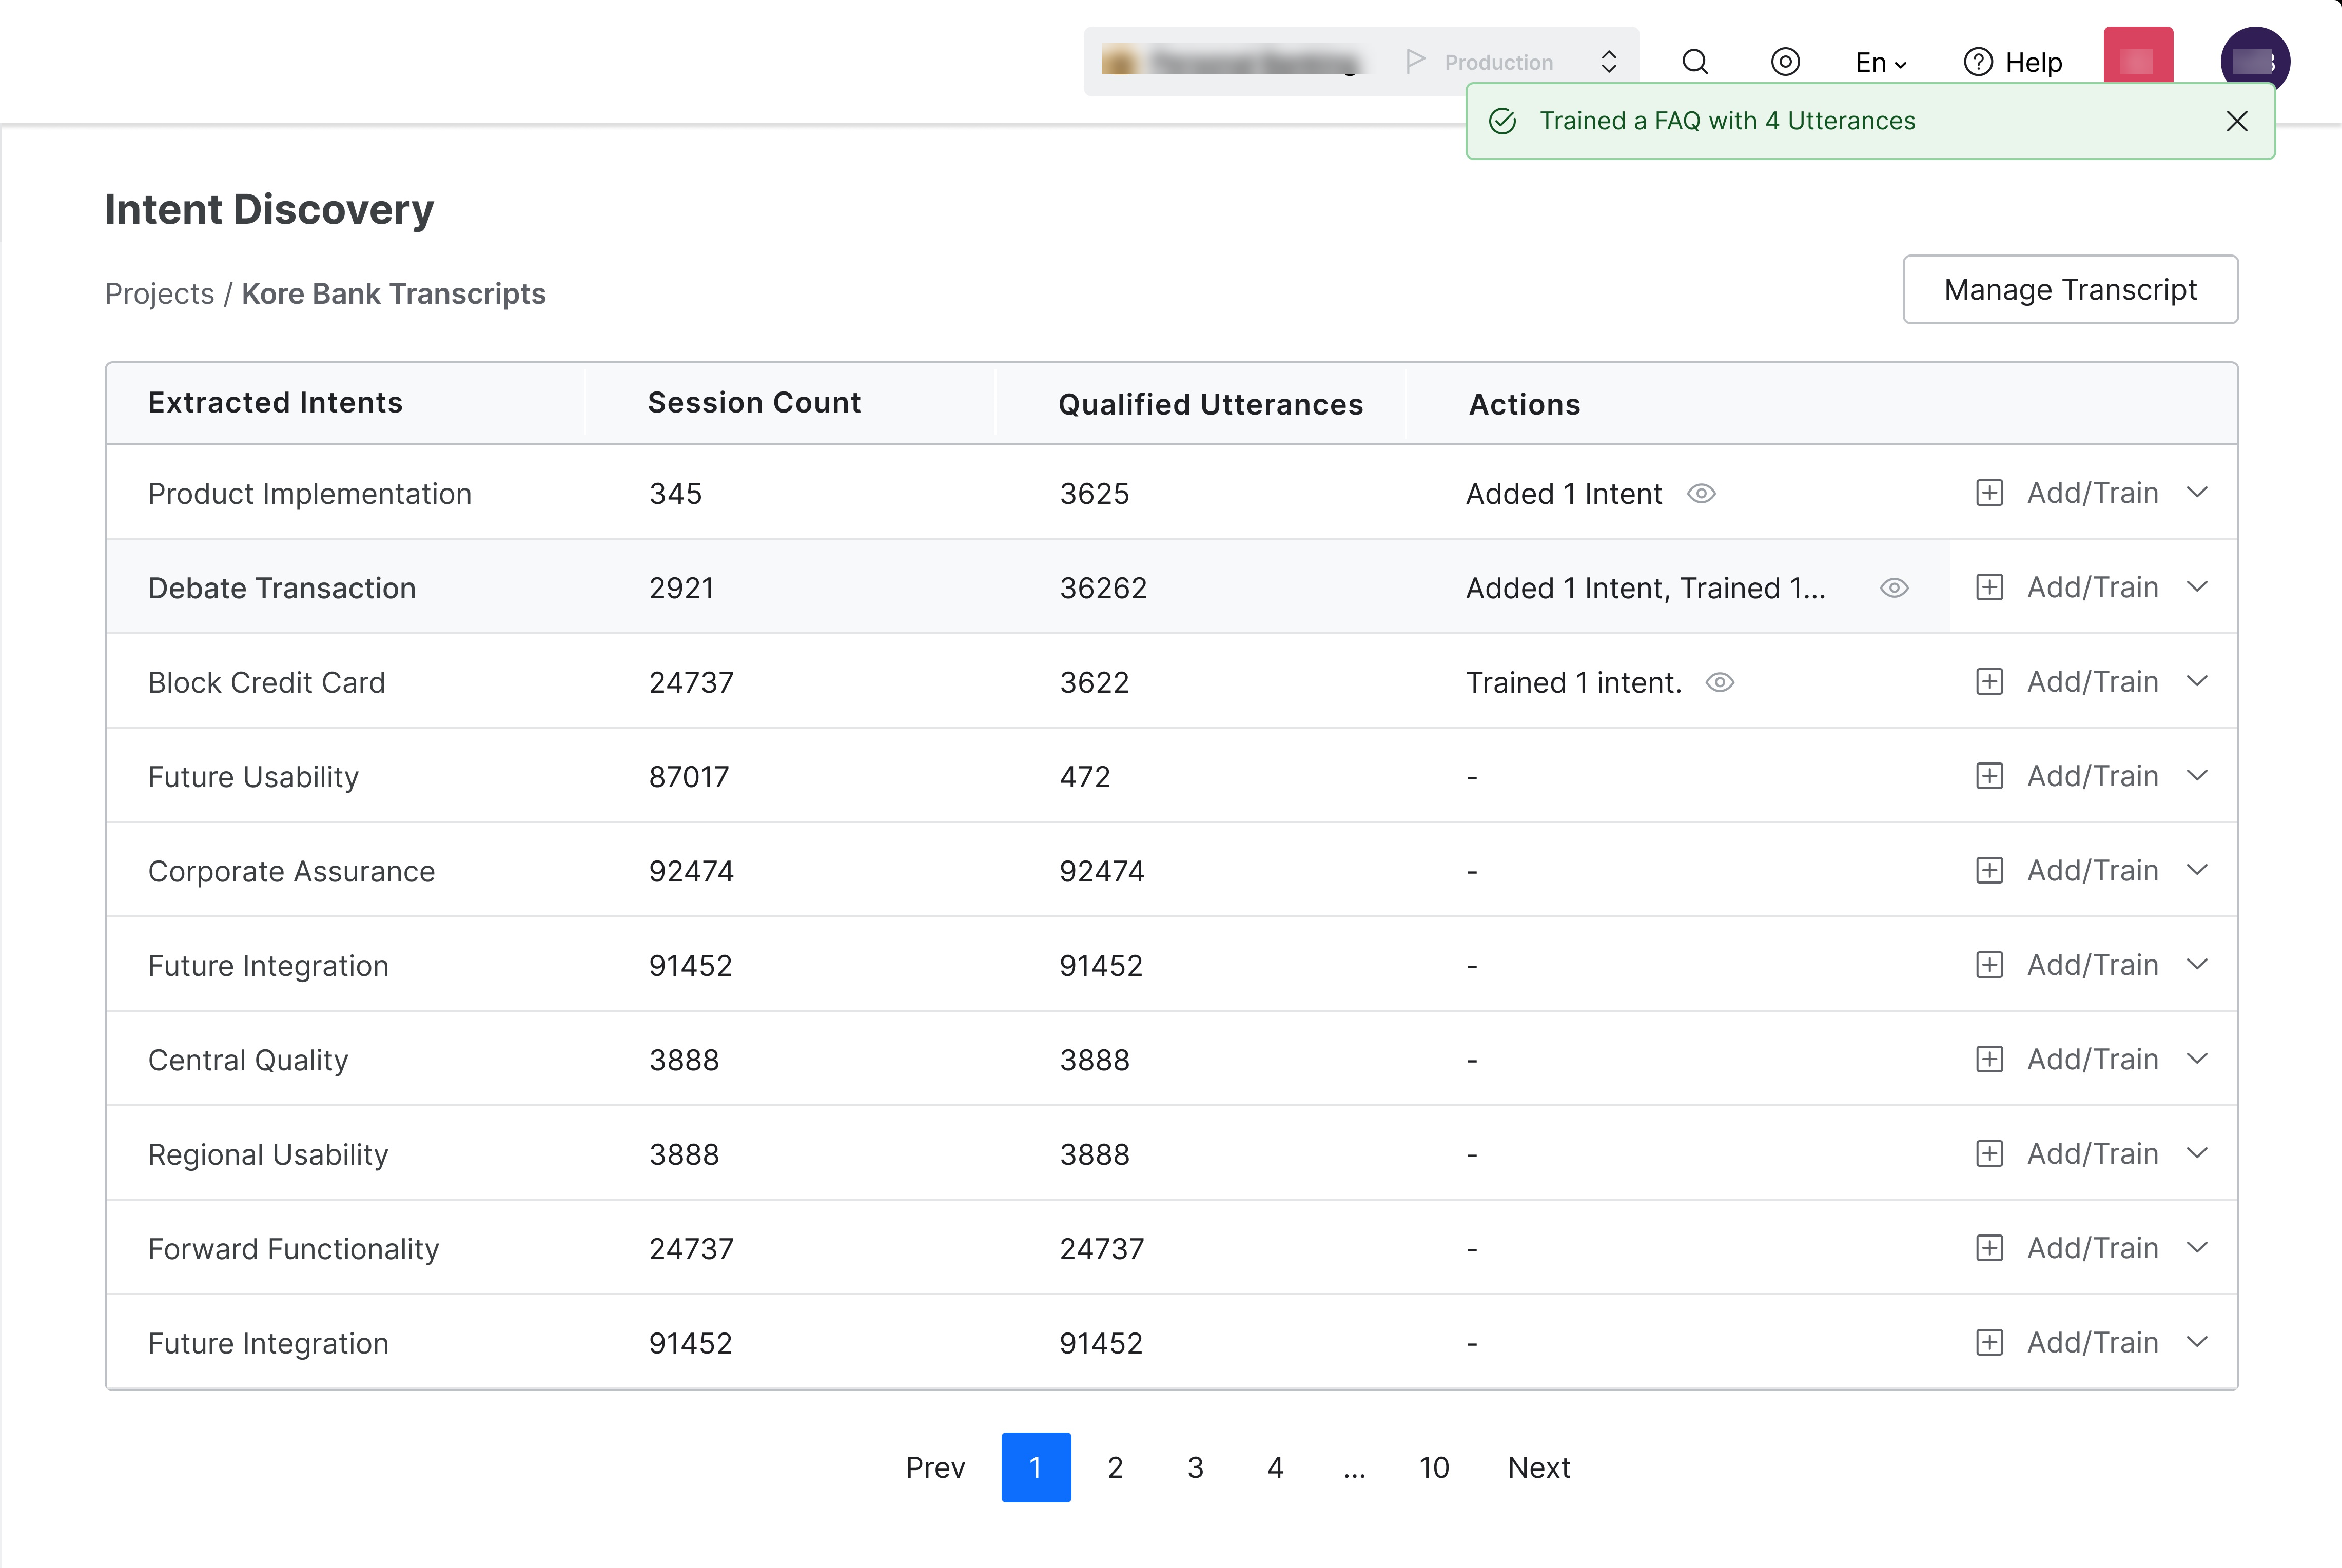 Production
En
Help
Trained a FAQ with 4 Utterances
Intent Discovery
Projects / Kore Bank Transcripts
Manage Transcript
Extracted Intents Session Count Qualified Utterances Actions
Product Implementation 345 3625 Added 1 Intent Add/Train
Debate Transaction 2921 36262 Added 1 Intent, Trained 1... Add/Train
Block Credit Card 24737 3622 Trained 1 intent. Add/Train
Future Usability 87017 472 - Add/Train
Corporate Assurance 92474 92474 - Add/Train
Future Integration 91452 91452 - Add/Train
Central Quality 3888 3888 - Add/Train
Regional Usability 3888 3888 - Add/Train
Forward Functionality 24737 24737 - Add/Train
Future Integration 91452 91452 - Add/Train
Prev 1 2 3 4 ... 10 Next